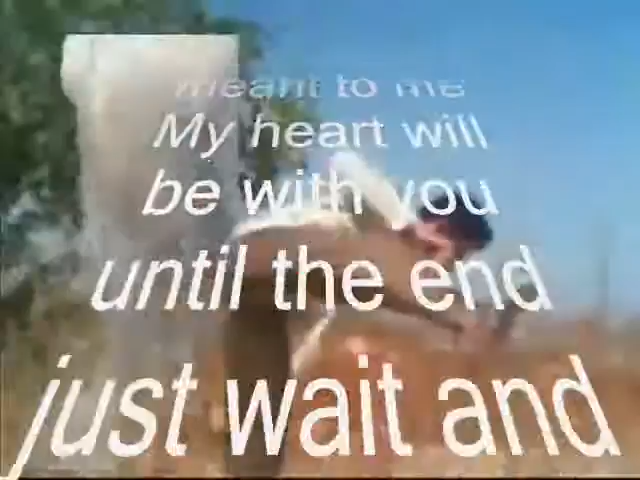 meant to me
My heart will
be with you
until the end
just wait and